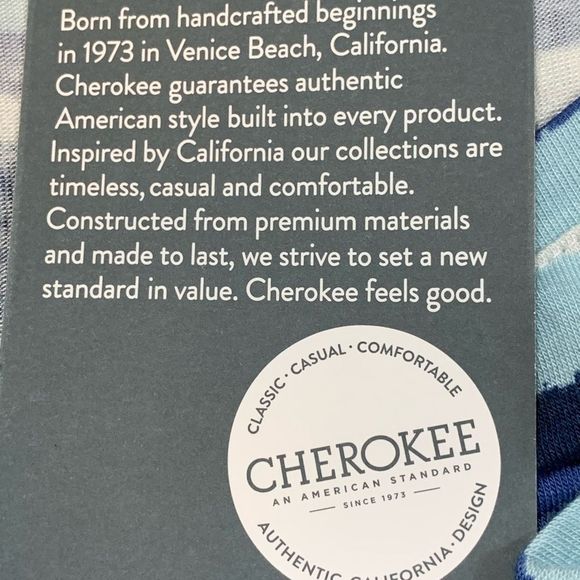 Born from handcrafted beginnings
in 1973 in Venice Beach, California.
Cherokee guarantees authentic
American style built into every product.
Inspired by California our collections are
timeless, casual and comfortable.
Constructed from premium materials
and made to last, we strive to set a new
standard in value. Cherokee feels good.
CLASSIC · CASUAL · COMFORTABLE
CHEROKEE
AN AMERICAN STANDARD
SINCE 1973
AUTHENTIC · CALIFORNIA · DESIGN